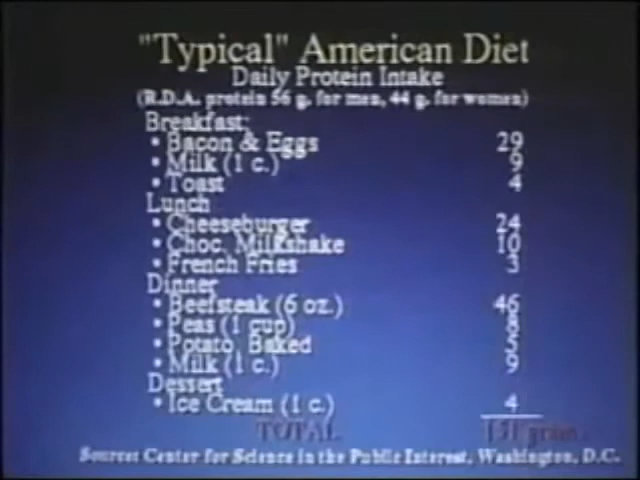 "Typical" American Diet
Daily Protein Intake
(R.D.A. protein 56 g. for men, 44 g. for women)
Breakfast:
• Bacon & Eggs 29
• Milk (1 c.) 9
• Toast 4
Lunch
• Cheeseburger 24
• Choc. Milkshake 10
• French Fries 3
Dinner
• Beefsteak (6 oz.) 46
• Peas (1 cup) 8
• Potato, Baked 5
• Milk (1 c.) 9
Dessert
• Ice Cream (1 c.) 4
TOTAL 151 gram
Source: Center for Science in the Public Interest, Washington, D.C.